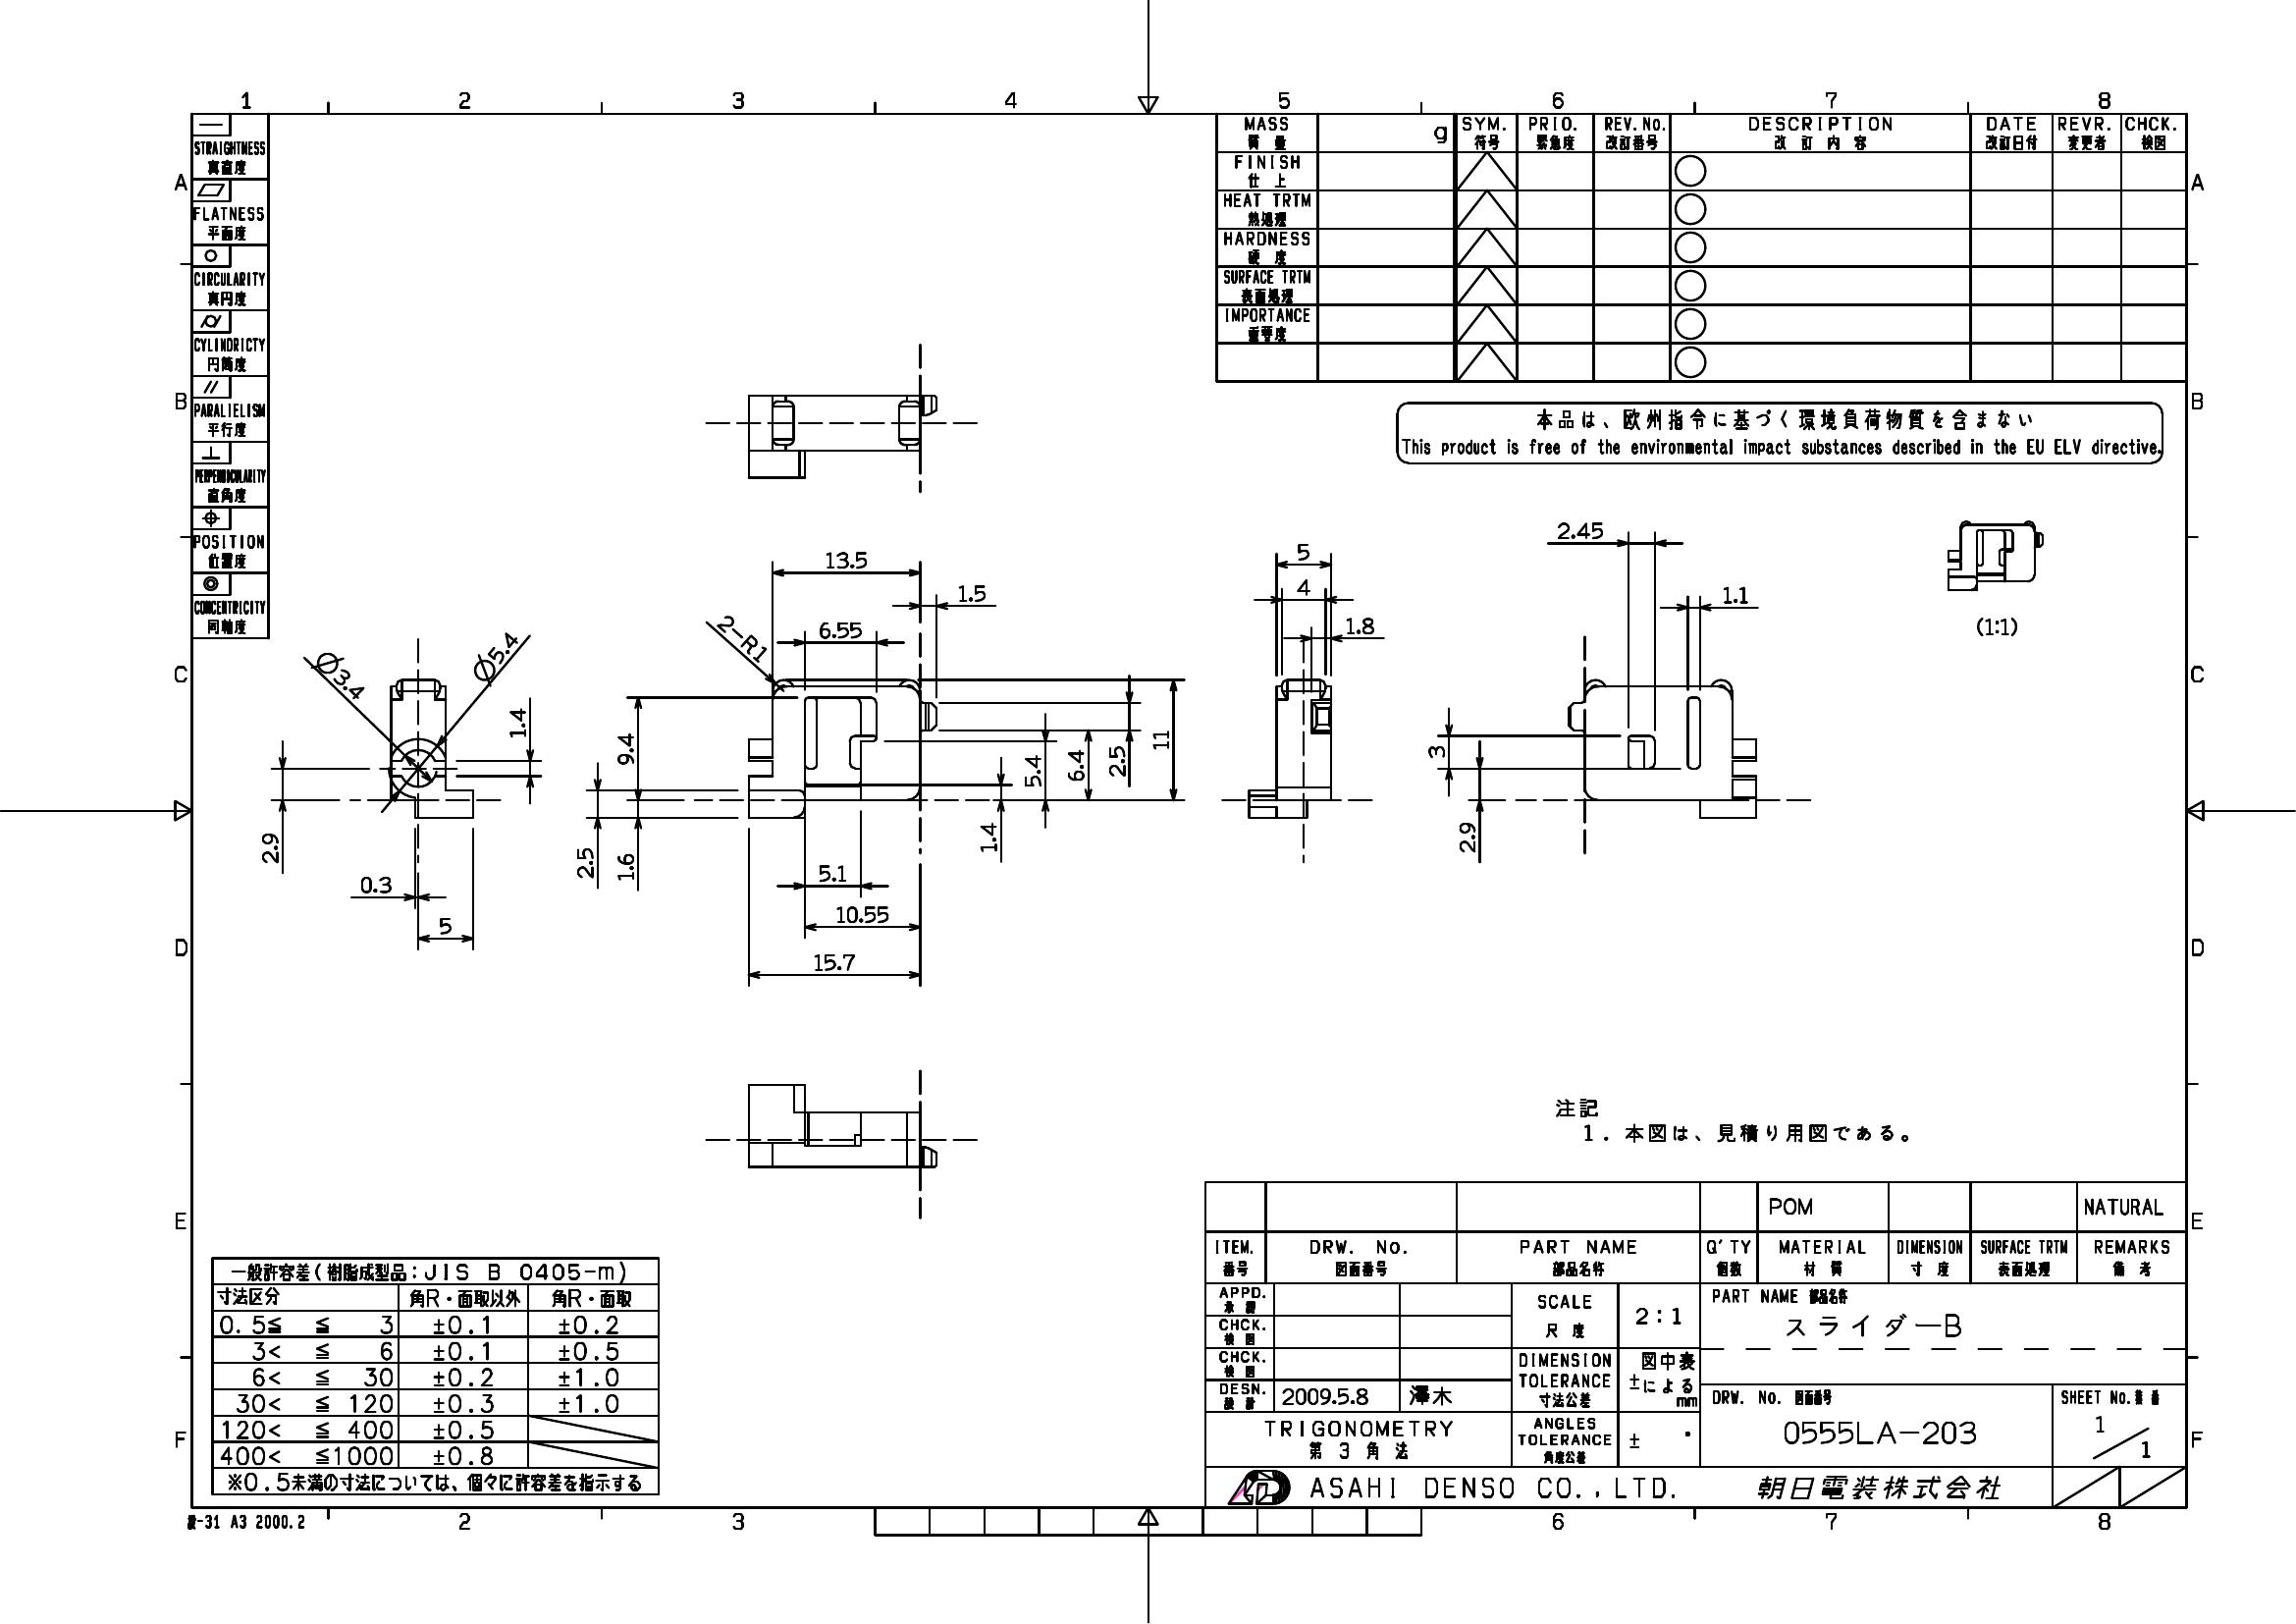 1 2 3 4 5 6 7 8
A
B
C
D
E
F
STRAIGHTNESS
真直度
FLATNESS
平面度
CIRCULARITY
真円度
CYLINDRICTY
円筒度
PARALIELISM
平行度
PERPENDICULARITY
直角度
POSITION
位置度
CONCENTRICITY
同軸度
MASS g SYM. PRIO. REV.No. DESCRIPTION DATE REVR. CHCK.
質 量 符号 緊急度 改訂番号 改 訂 内 容 改訂日付 変更者 検図
FINISH
仕 上
HEAT TRTM
熱処理
HARDNESS
硬 度
SURFACE TRTM
表面処理
IMPORTANCE
重要度
A
B
C
D
E
F
本品は、欧州指令に基づく環境負荷物質を含まない
This product is free of the environmental impact substances described in the EU ELV directive.
(1:1)
∅3.4
∅5.4
1.4
2.9
0.3
5
13.5
1.5
2-R1
6.55
9.4
2.5
1.6
5.1
10.55
15.7
1.4
5.4
6.4
2.5
11
5
4
1.8
2.45
1.1
3
2.9
注記
1. 本図は、見積り用図である。
一般許容差(樹脂成型品:JIS B 0405-m)
寸法区分 角R・面取以外 角R・面取
0.5≦ ≦ 3 ±0.1 ±0.2
3< ≦ 6 ±0.1 ±0.5
6< ≦ 30 ±0.2 ±1.0
30< ≦ 120 ±0.3 ±1.0
120< ≦ 400 ±0.5
400< ≦1000 ±0.8
※0.5未満の寸法については、個々に許容差を指示する
POM NATURAL
ITEM. DRW. No. PART NAME Q'TY MATERIAL DIMENSION SURFACE TRTM REMARKS
番号 図面番号 部品名称 個数 材 質 寸 度 表面処理 備 考
APPD.
承 認
CHCK.
検 図
CHCK.
検 図
DESN. 2009.5.8 澤木
設 計
SCALE 2:1
尺 度
DIMENSION
TOLERANCE
寸法公差
図中表
±による
mm
TRIGONOMETRY
第 3 角 法
ANGLES
TOLERANCE ± °
角度公差
PART NAME 部品名称
スライダーB
DRW. No. 図面番号
0555LA-203
SHEET No.葉 番
1/1
ASAHI DENSO CO.,LTD. 朝日電装株式会社
-31 A3 2000.2
2 3 6 7 8